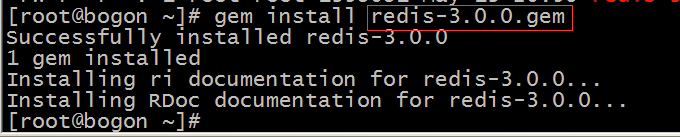 [root@bogon ~]# gem install redis-3.0.0.gem
Successfully installed redis-3.0.0
1 gem installed
Installing ri documentation for redis-3.0.0...
Installing RDoc documentation for redis-3.0.0...
[root@bogon ~]#